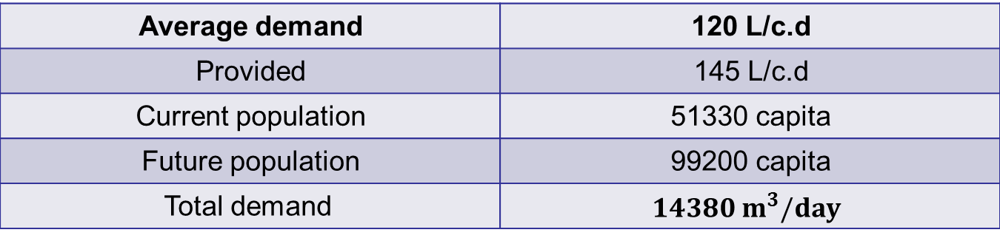 Average demand 120 L/c.d
Provided 145 L/c.d
Current population 51330 capita
Future population 99200 capita
Total demand 14380 m³/day